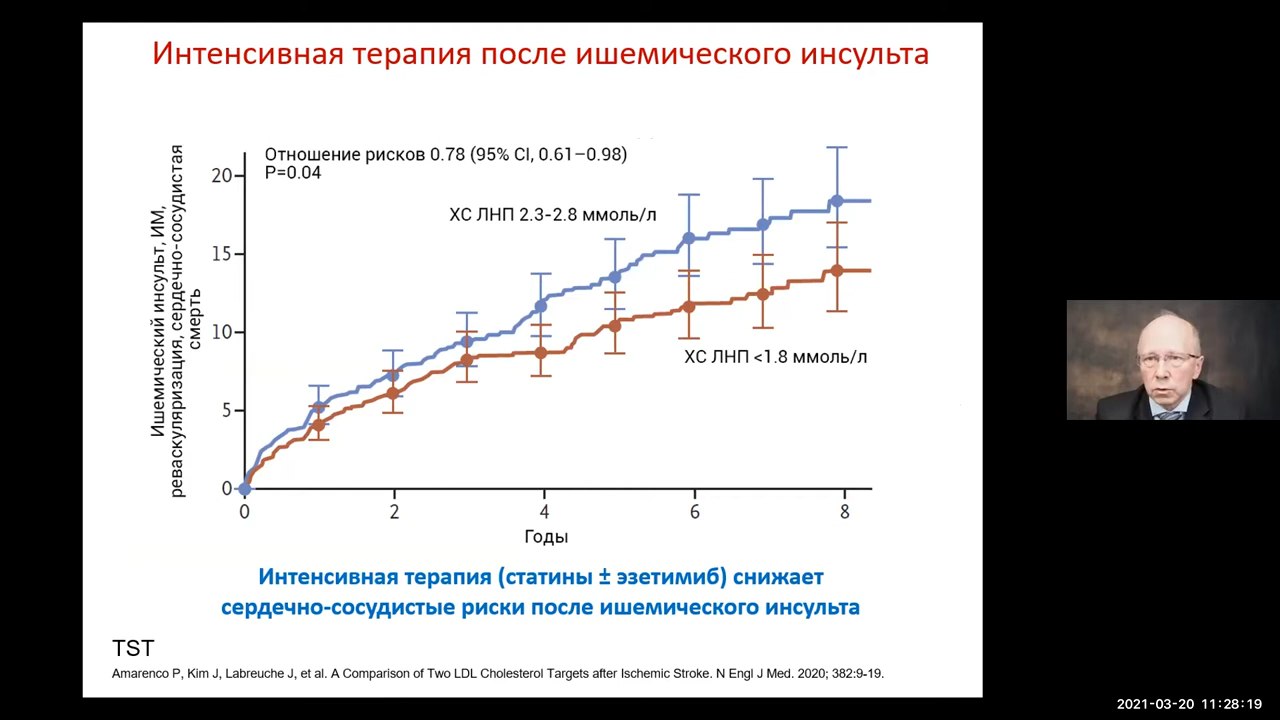 Интенсивная терапия после ишемического инсульта
Отношение рисков 0.78 (95% CI, 0.61–0.98)
P=0.04
Ишемический инсульт, ИМ,
реваскуляризация, сердечно-сосудистая
смерть
20
15
10
5
0
ХС ЛНП 2.3-2.8 ммоль/л
ХС ЛНП <1.8 ммоль/л
0 2 4 6 8
Годы
Интенсивная терапия (статины ± эзетимиб) снижает
сердечно-сосудистые риски после ишемического инсульта
TST
Amarenco P, Kim J, Labreuche J, et al. A Comparison of Two LDL Cholesterol Targets after Ischemic Stroke. N Engl J Med. 2020; 382:9-19.
2021-03-20 11:28:19